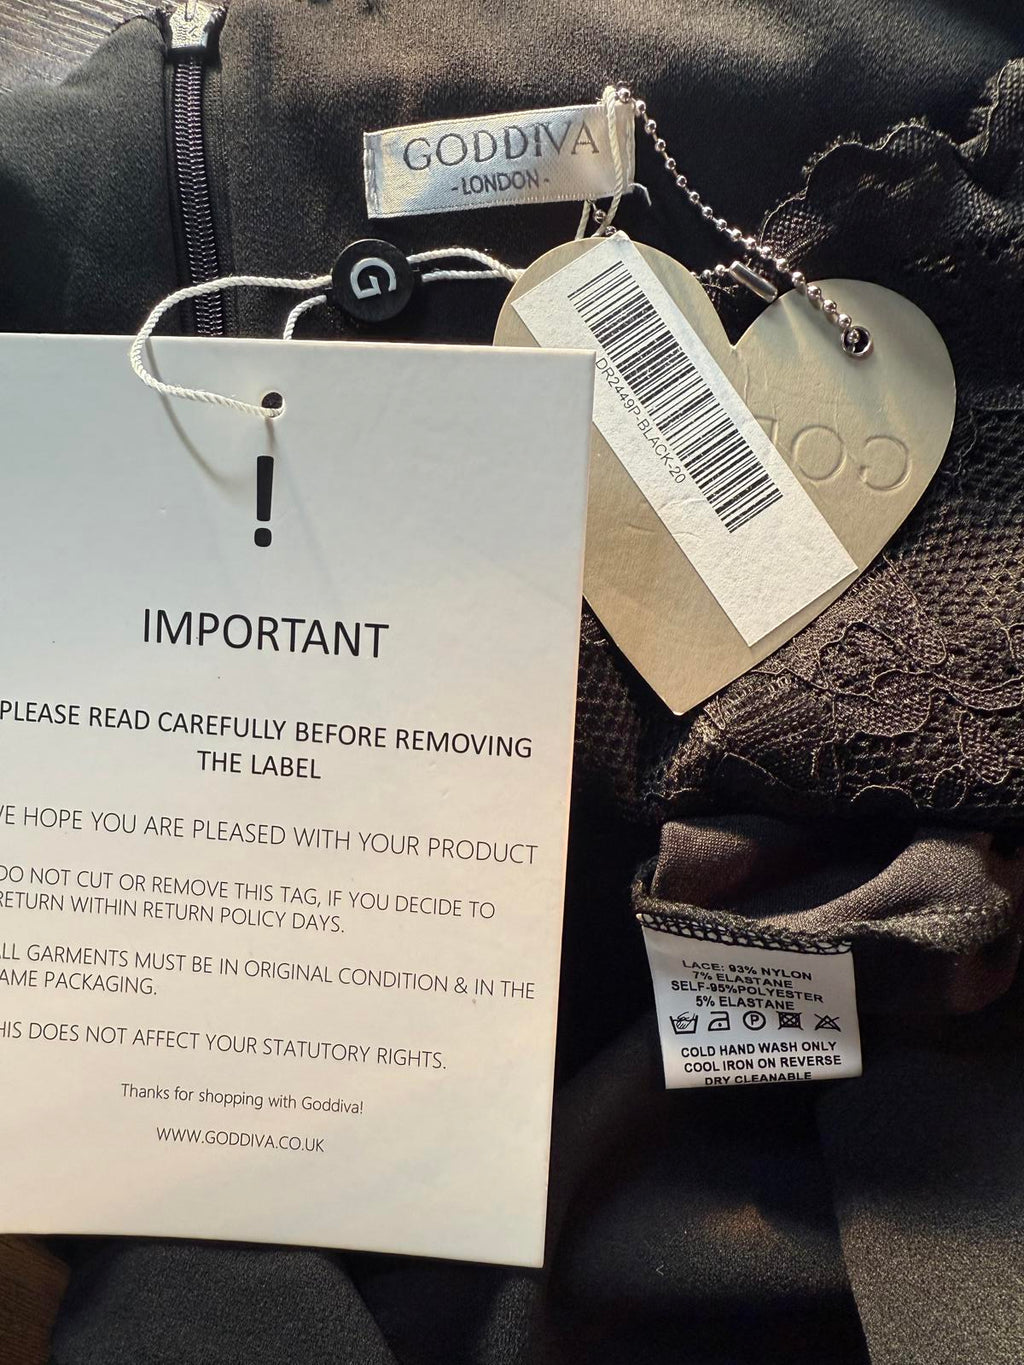 GODDIVA
-LONDON-
G
DR2449P-BLACK-20
!
IMPORTANT
PLEASE READ CAREFULLY BEFORE REMOVING
THE LABEL
HOPE YOU ARE PLEASED WITH YOUR PRODUCT
DO NOT CUT OR REMOVE THIS TAG, IF YOU DECIDE TO
RETURN WITHIN RETURN POLICY DAYS.
GARMENTS MUST BE IN ORIGINAL CONDITION & IN THE
PACKAGING.
DOES NOT AFFECT YOUR STATUTORY RIGHTS.
Thanks for shopping with Goddiva!
WWW.GODDIVA.CO.UK
LACE: 93% NYLON
7% ELASTANE
SELF-95%POLYESTER
5% ELASTANE
P
COLD HAND WASH ONLY
COOL IRON ON REVERSE
DRY CLEANABLE